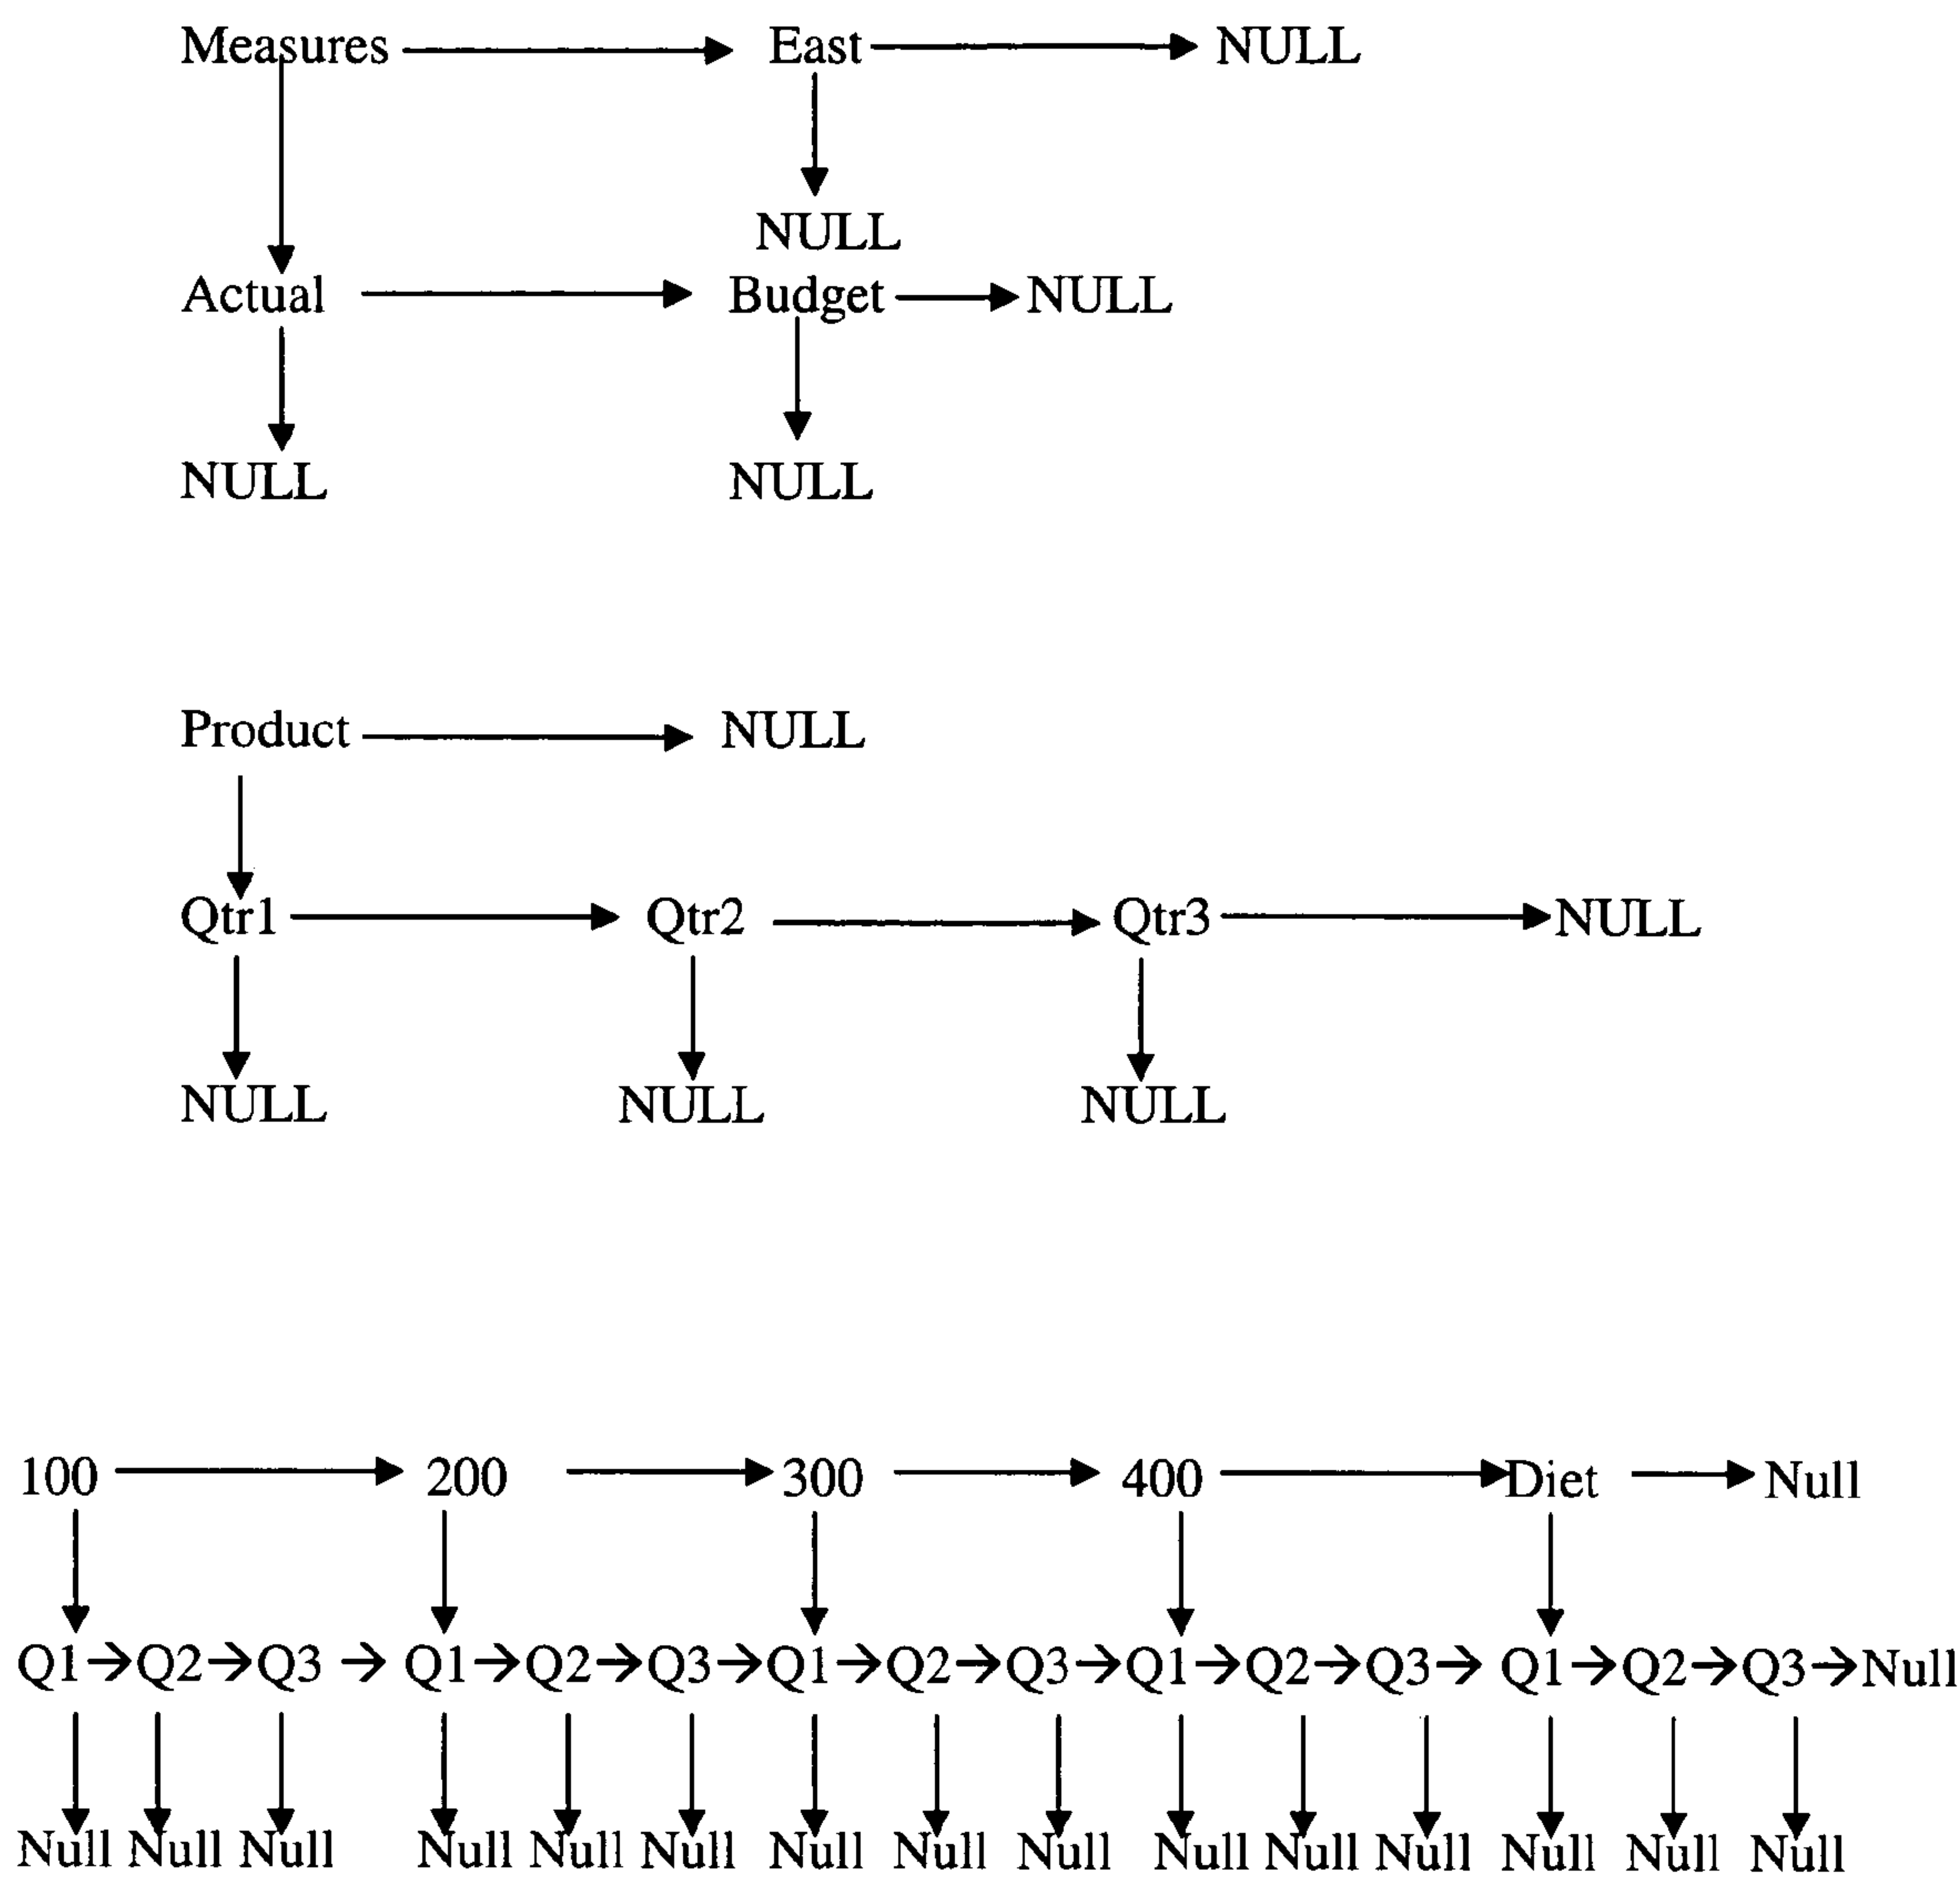 Measures East NULL
NULL
Actual Budget NULL
NULL NULL
Product NULL
Qtr1 Qtr2 Qtr3 NULL
NULL NULL NULL
100 200 300 400 Diet Null
Q1→Q2→Q3 → Q1→Q2→Q3→Q1→Q2→Q3→Q1→Q2→Q3→ Q1→Q2→Q3→Null
Null Null Null Null Null Null Null Null Null Null Null Null Null Null Null